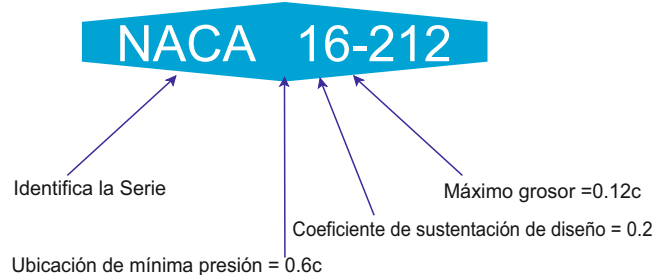 NACA 16-212
Identifica la Serie
Máximo grosor =0.12c
Coeficiente de sustentación de diseño = 0.2
Ubicación de mínima presión = 0.6c